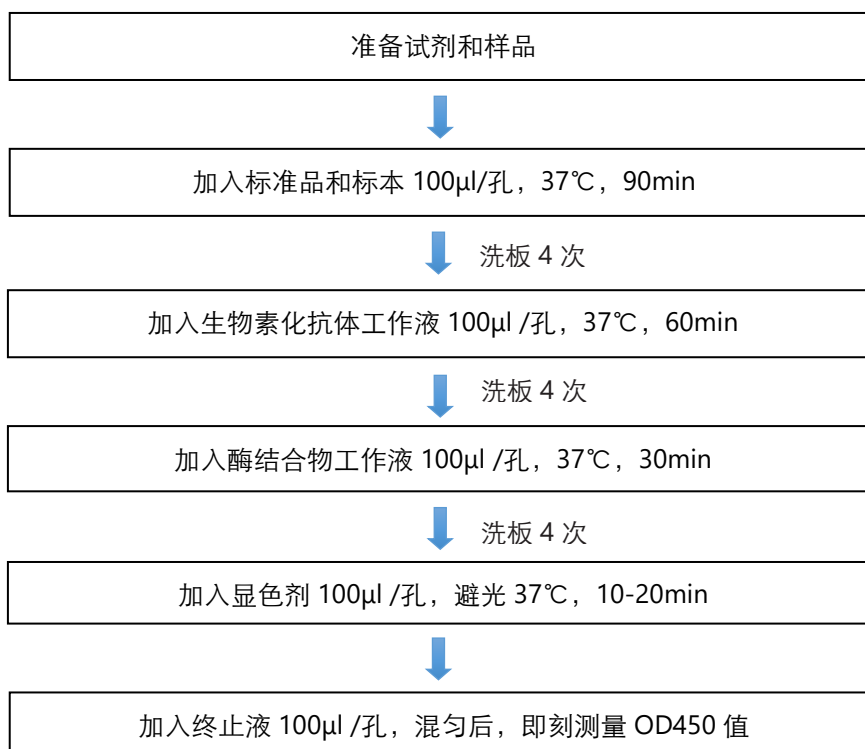 准备试剂和样品
加入标准品和标本 100μl/孔，37℃，90min
洗板 4 次
加入生物素化抗体工作液 100μl /孔，37℃，60min
洗板 4 次
加入酶结合物工作液 100μl /孔，37℃，30min
洗板 4 次
加入显色剂 100μl /孔，避光 37℃，10-20min
加入终止液 100μl /孔，混匀后，即刻测量 OD450 值